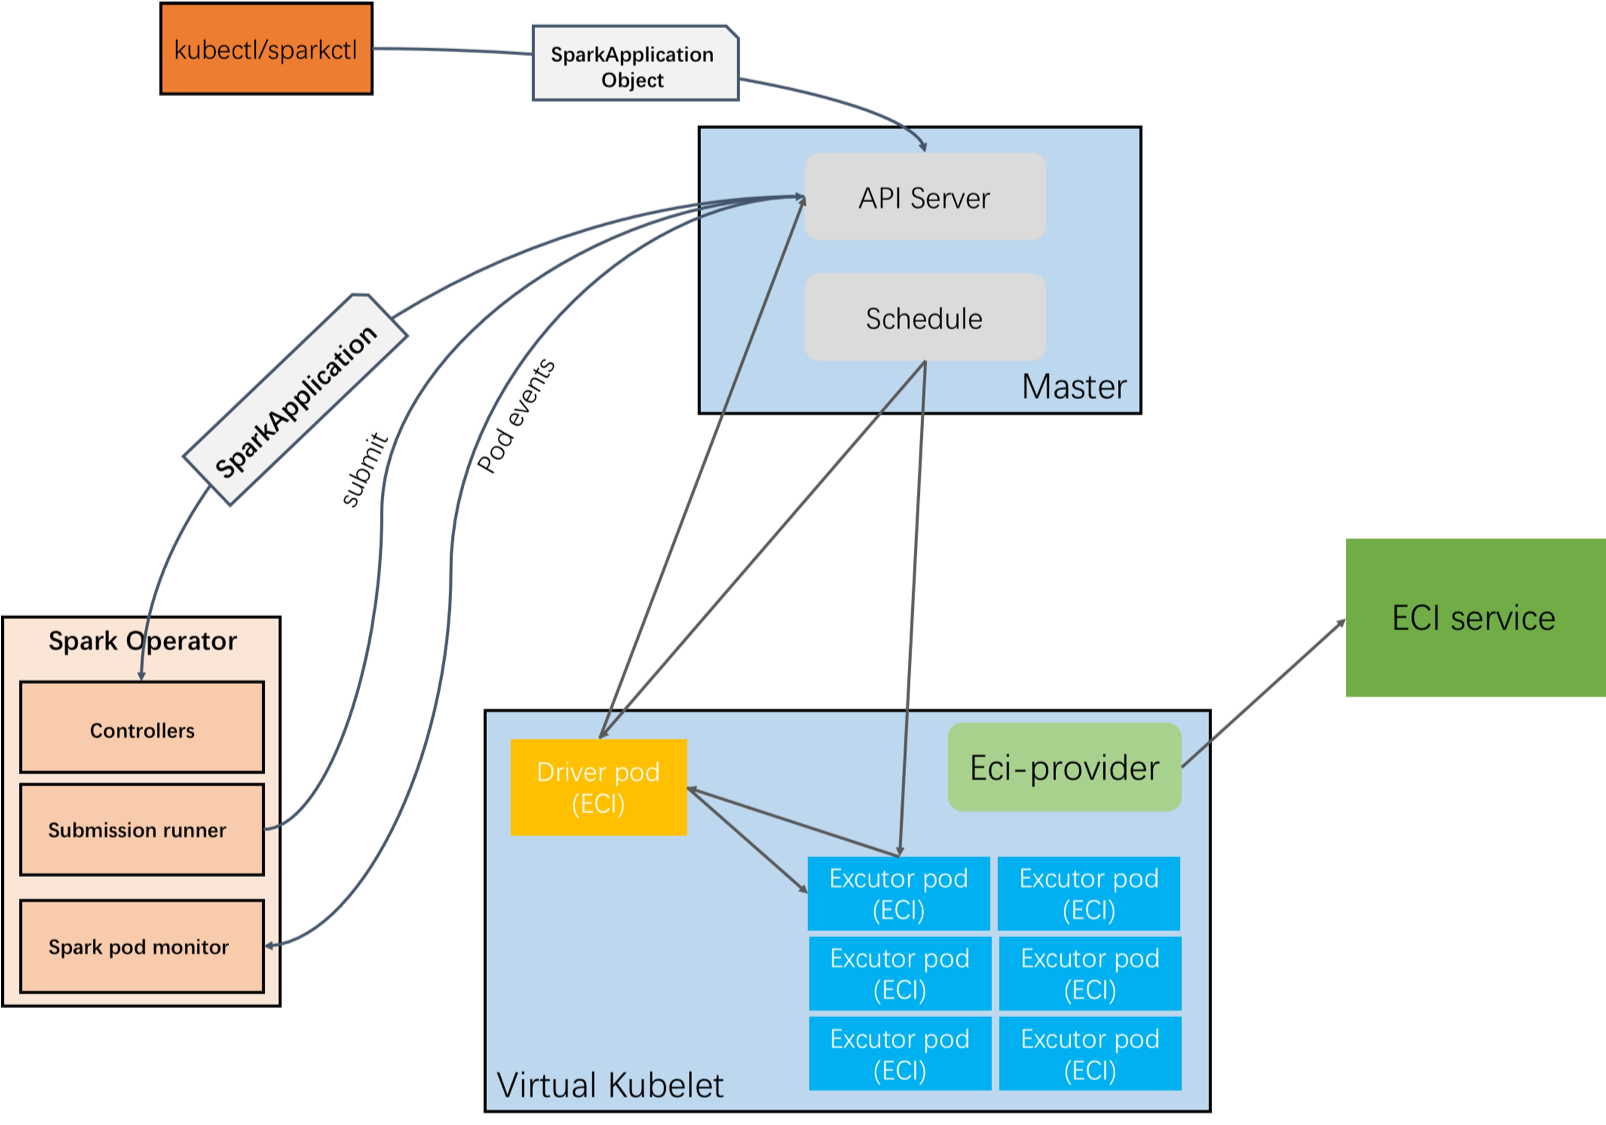 kubectl/sparkctl
SparkApplication
Object
API Server
Schedule
Master
SparkApplication
submit
Pod events
Spark Operator
Controllers
Submission runner
Spark pod monitor
ECI service
Driver pod
(ECI)
Eci-provider
Excutor pod
(ECI)
Excutor pod
(ECI)
Excutor pod
(ECI)
Excutor pod
(ECI)
Excutor pod
(ECI)
Excutor pod
(ECI)
Virtual Kubelet